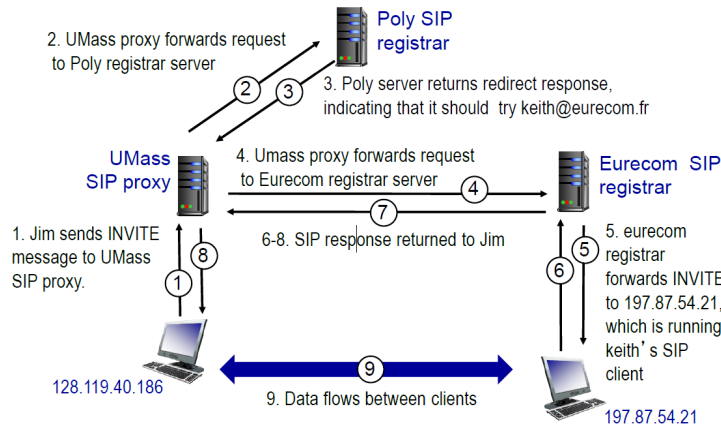 Poly SIP
registrar
2. UMass proxy forwards request
to Poly registrar server
2
3
3. Poly server returns redirect response,
indicating that it should try keith@eurecom.fr
UMass
SIP proxy
4. Umass proxy forwards request
to Eurecom registrar server
4
Eurecom SIP
registrar
7
6-8. SIP response returned to Jim
1. Jim sends INVITE
message to UMass
SIP proxy.
8
1
5. eurecom
registrar
forwards INVITE
to 197.87.54.21,
which is running
keith's SIP
client
5
6
9
128.119.40.186
9. Data flows between clients
197.87.54.21